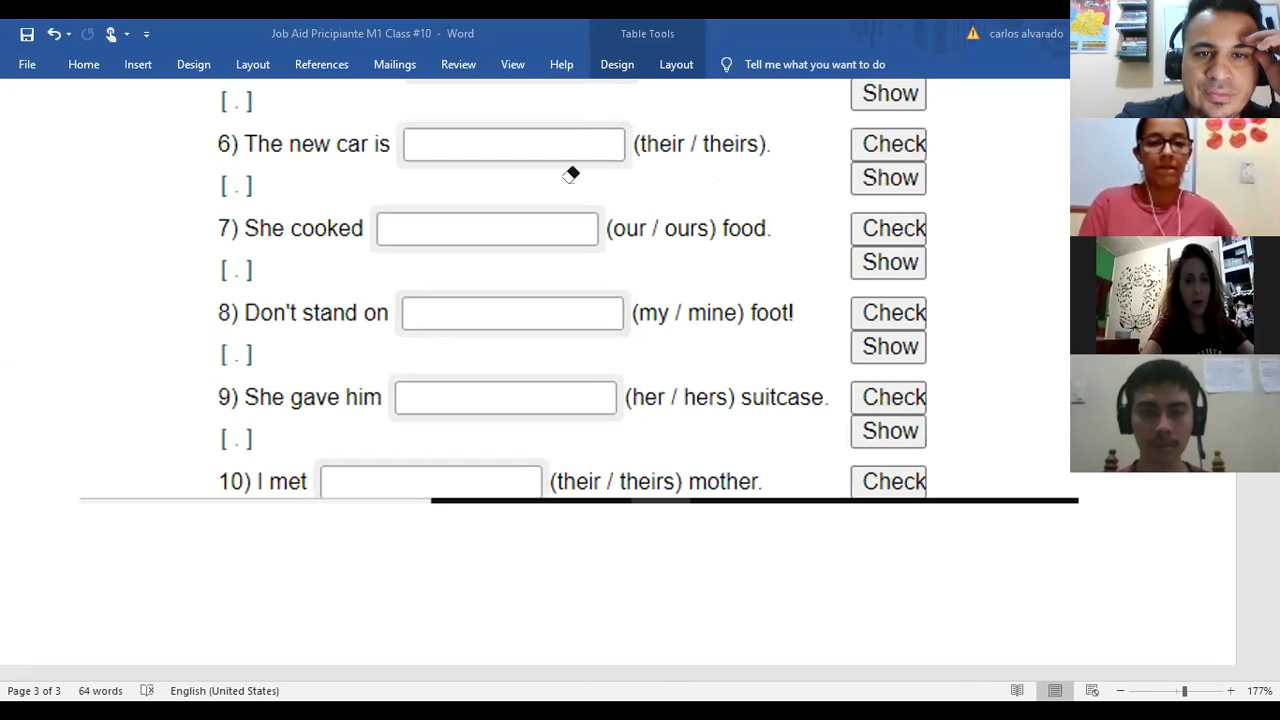 Job Aid Pricipiante M1 Class #10 - Word
Table Tools
carlos alvarado
File Home Insert Design Layout References Mailings Review View Help Design Layout Tell me what you want to do
[ . ] Show
6) The new car is (their / theirs). Check
[ . ] Show
7) She cooked (our / ours) food. Check
[ . ] Show
8) Don't stand on (my / mine) foot! Check
[ . ] Show
9) She gave him (her / hers) suitcase. Check
[ . ] Show
10) I met (their / theirs) mother. Check
Page 3 of 3 64 words English (United States) 177%